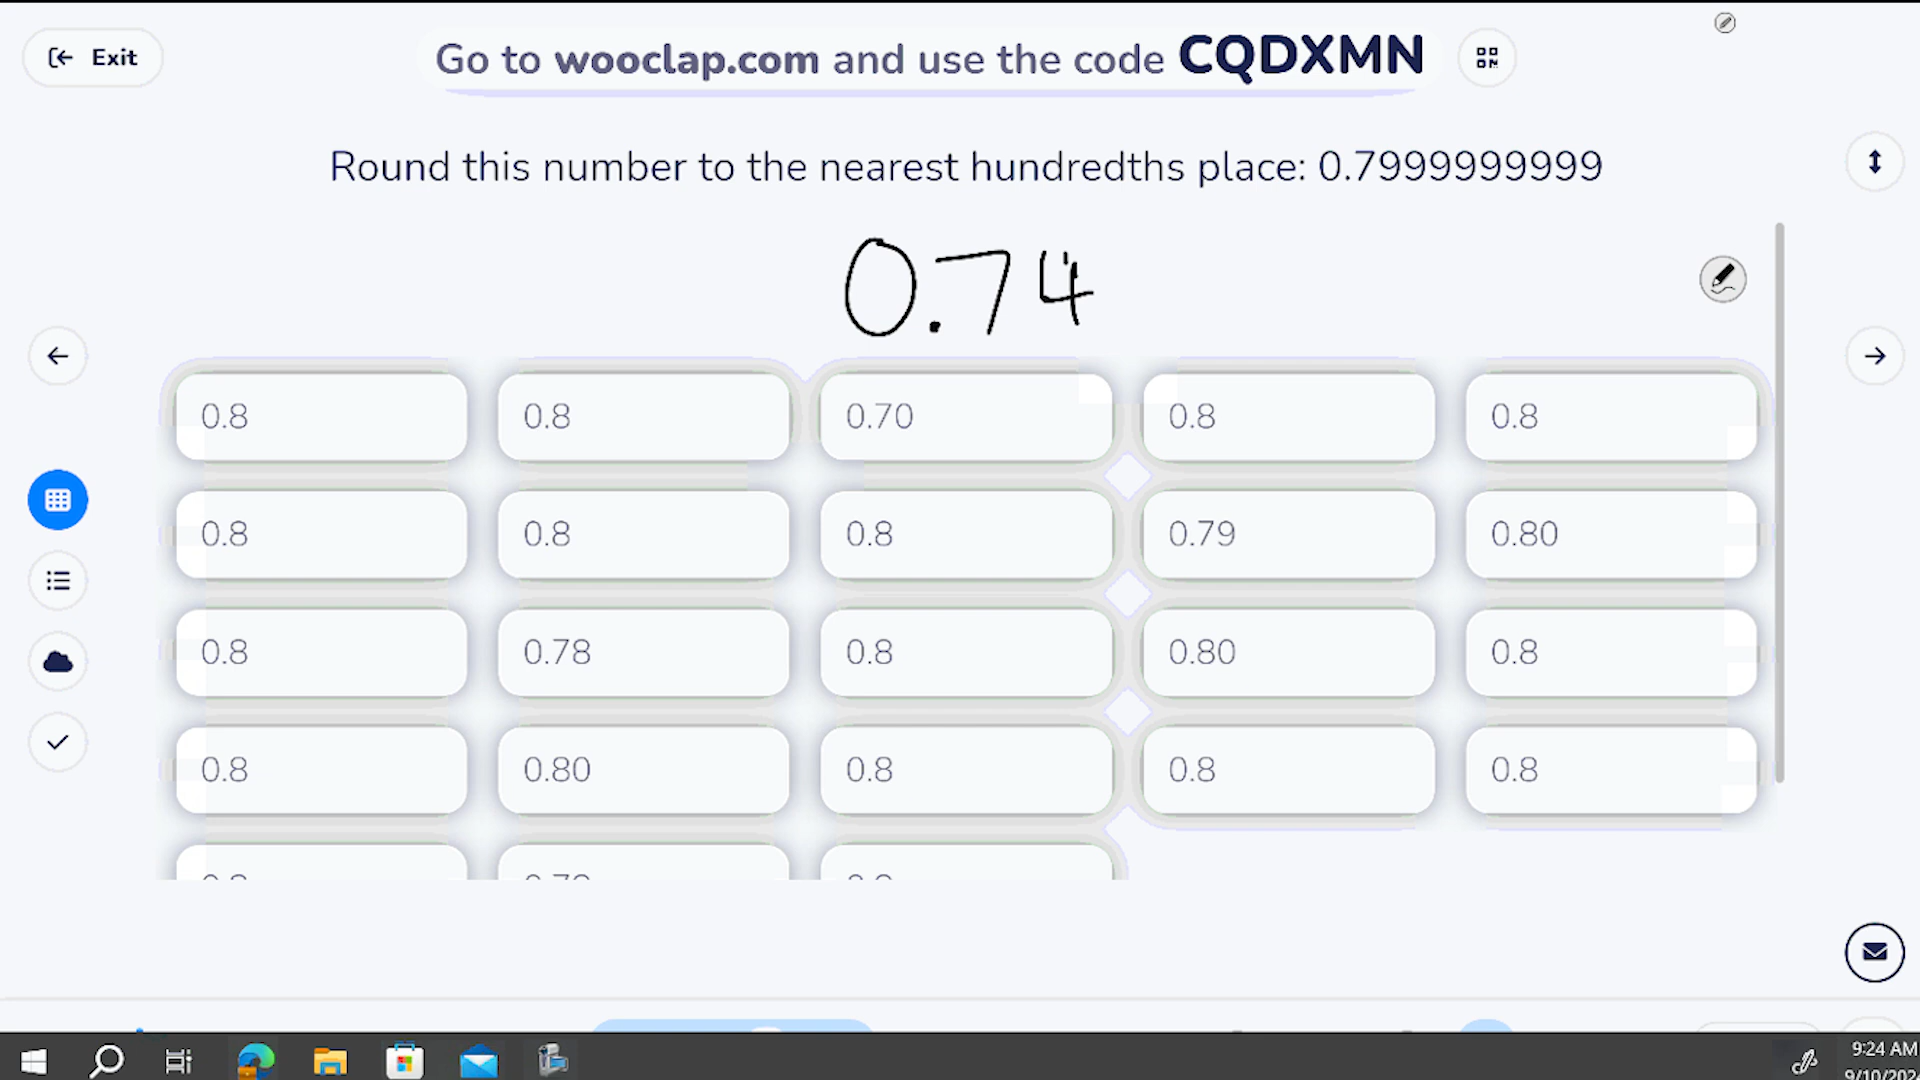 Exit
Go to wooclap.com and use the code CQDXMN
Round this number to the nearest hundredths place: 0.7999999999
0.74
0.8 0.8 0.70 0.8 0.8
0.8 0.8 0.8 0.79 0.80
0.8 0.78 0.8 0.80 0.8
0.8 0.80 0.8 0.8 0.8
9:24 AM